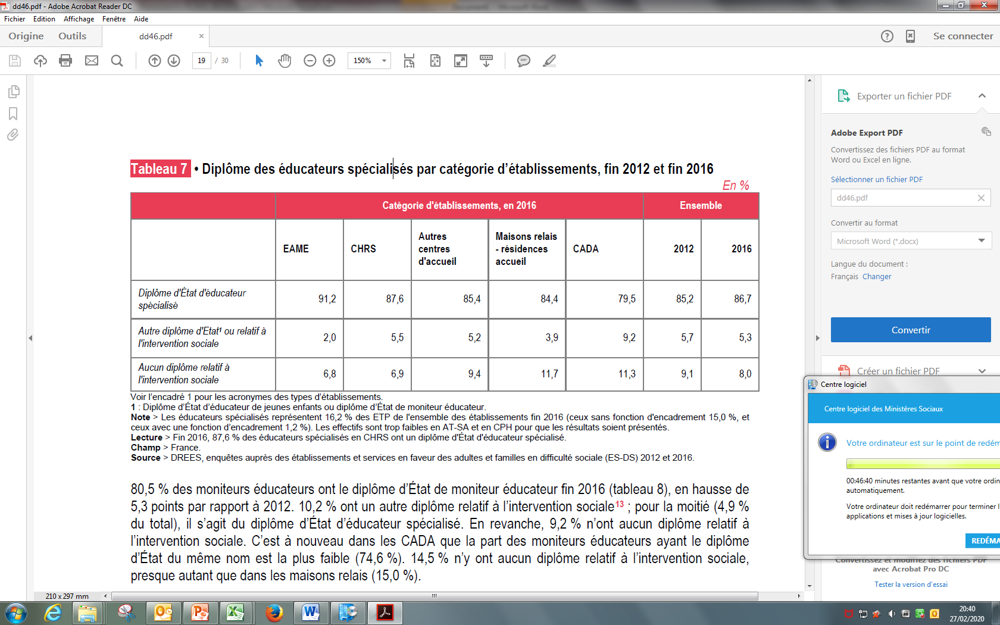 dd46.pdf - Adobe Acrobat Reader DC
Fichier Edition Affichage Fenêtre Aide
Origine Outils dd46.pdf × Se connecter
19 / 30 150%
Exporter un fichier PDF
Adobe Export PDF
Convertissez des fichiers PDF au format
Word ou Excel en ligne.
Sélectionner un fichier PDF
dd46.pdf
Convertir au format
Microsoft Word (*.docx)
Langue du document :
Français Changer
Convertir
Créer un fichier PDF
Tableau 7 • Diplôme des éducateurs spécialisés par catégorie d'établissements, fin 2012 et fin 2016
En %
Catégorie d'établissements, en 2016 Ensemble
EAME CHRS Autres centres d'accueil Maisons relais - résidences accueil CADA 2012 2016
Diplôme d'État d'éducateur spécialisé 91,2 87,6 85,4 84,4 79,5 85,2 86,7
Autre diplôme d'Etat¹ ou relatif à l'intervention sociale 2,0 5,5 5,2 3,9 9,2 5,7 5,3
Aucun diplôme relatif à l'intervention sociale 6,8 6,9 9,4 11,7 11,3 9,1 8,0
Voir l'encadré 1 pour les acronymes des types d'établissements.
1 : Diplôme d'État d'éducateur de jeunes enfants ou diplôme d'État de moniteur éducateur.
Note > Les éducateurs spécialisés représentent 16,2 % des ETP de l'ensemble des établissements fin 2016 (ceux sans fonction d'encadrement 15,0 %, et
ceux avec une fonction d'encadrement 1,2 %). Les effectifs sont trop faibles en AT-SA et en CPH pour que les résultats soient présentés.
Lecture > Fin 2016, 87,6 % des éducateurs spécialisés en CHRS ont un diplôme d'État d'éducateur spécialisé.
Champ > France.
Source > DREES, enquêtes auprès des établissements et services en faveur des adultes et familles en difficulté sociale (ES-DS) 2012 et 2016.
80,5 % des moniteurs éducateurs ont le diplôme d'État de moniteur éducateur fin 2016 (tableau 8), en hausse de
5,3 points par rapport à 2012. 10,2 % ont un autre diplôme relatif à l'intervention sociale¹³ ; pour la moitié (4,9 %
du total), il s'agit du diplôme d'État d'éducateur spécialisé. En revanche, 9,2 % n'ont aucun diplôme relatif à
l'intervention sociale. C'est à nouveau dans les CADA que la part des moniteurs éducateurs ayant le diplôme
d'État du même nom est la plus faible (74,6 %). 14,5 % n'y ont aucun diplôme relatif à l'intervention sociale,
presque autant que dans les maisons relais (15,0 %).
Centre logiciel
Centre logiciel des Ministères Sociaux
Votre ordinateur est sur le point de redém
00:46:40 minutes restantes avant que votre ordin
automatiquement.
Votre ordinateur doit redémarrer pour terminer l
applications et mises à jour logicielles.
REDÉMA
Convertissez et modifiez des fichiers PDF
avec Acrobat Pro DC
Tester la version d'essai
210 x 297 mm
20:40
27/02/2020